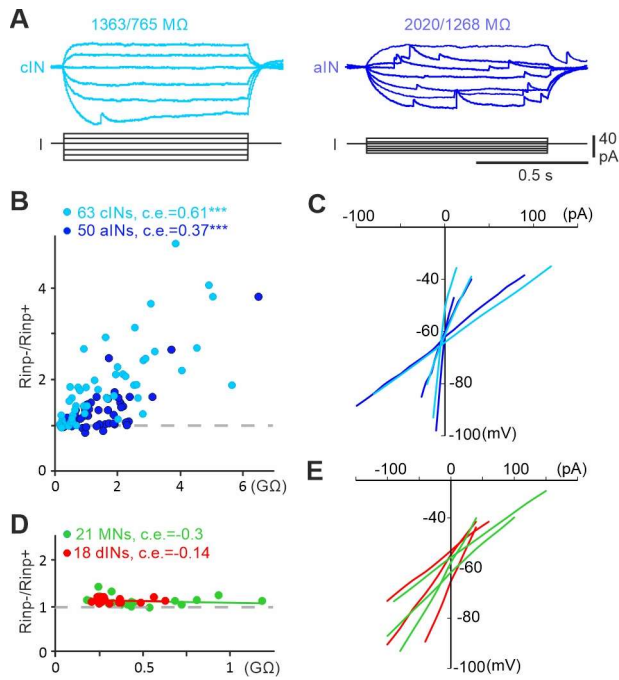 A
1363/765 MΩ
2020/1268 MΩ
cIN
aIN
I
I
40
pA
0.5 s
B
63 cINs, c.e.=0.61***
50 aINs, c.e.=0.37***
Rinp-/Rinp+
4
2
1
0
0 2 4 6 (GΩ)
C
-100 0 100 (pA)
-40
-60
-80
-100(mV)
D
21 MNs, c.e.=-0.3
18 dINs, c.e.=-0.14
Rinp-/Rinp+
2
1
0
0 0.5 1 (GΩ)
E
-100 0 100 (pA)
-40
-60
-80
-100(mV)